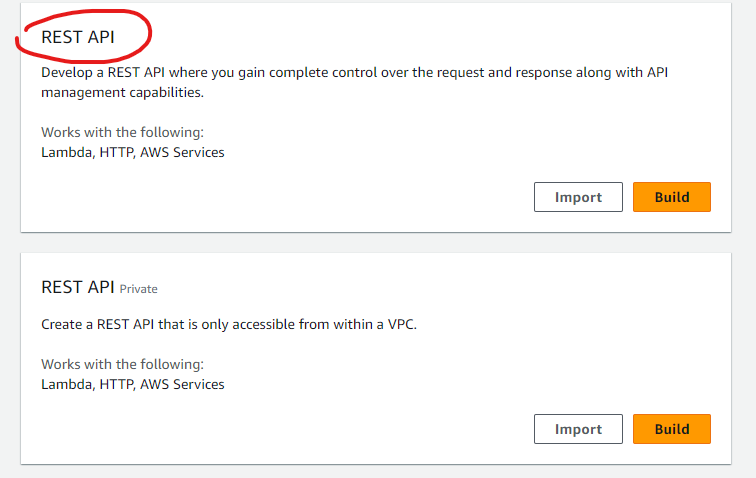 REST API
Develop a REST API where you gain complete control over the request and response along with API
management capabilities.
Works with the following:
Lambda, HTTP, AWS Services
Import Build
REST API Private
Create a REST API that is only accessible from within a VPC.
Works with the following:
Lambda, HTTP, AWS Services
Import Build